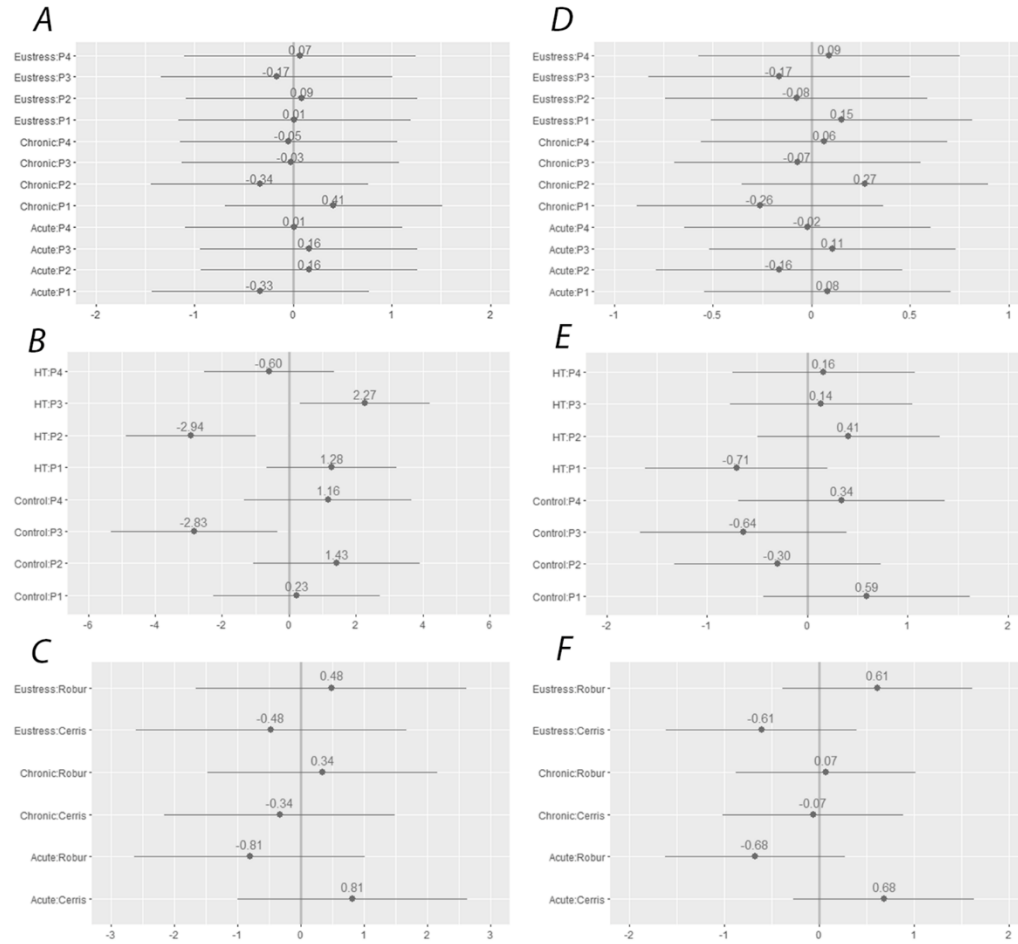 A
Eustress:P4 0.07
Eustress:P3 -0.17
Eustress:P2 0.09
Eustress:P1 0.01
Chronic:P4 -0.05
Chronic:P3 -0.03
Chronic:P2 -0.34
Chronic:P1 0.41
Acute:P4 0.01
Acute:P3 0.16
Acute:P2 0.16
Acute:P1 -0.33
-2 -1 0 1 2
D
Eustress:P4 0.09
Eustress:P3 -0.17
Eustress:P2 -0.08
Eustress:P1 0.15
Chronic:P4 0.06
Chronic:P3 -0.07
Chronic:P2 0.27
Chronic:P1 -0.26
Acute:P4 -0.02
Acute:P3 0.11
Acute:P2 -0.16
Acute:P1 0.08
-1 -0.5 0 0.5 1
B
HT:P4 -0.60
HT:P3 2.27
HT:P2 -2.94
HT:P1 1.28
Control:P4 1.16
Control:P3 -2.83
Control:P2 1.43
Control:P1 0.23
-6 -4 -2 0 2 4 6
E
HT:P4 0.16
HT:P3 0.14
HT:P2 0.41
HT:P1 -0.71
Control:P4 0.34
Control:P3 -0.64
Control:P2 -0.30
Control:P1 0.59
-2 -1 0 1 2
C
Eustress:Robur 0.48
Eustress:Cerris -0.48
Chronic:Robur 0.34
Chronic:Cerris -0.34
Acute:Robur -0.81
Acute:Cerris 0.81
-3 -2 -1 0 1 2 3
F
Eustress:Robur 0.61
Eustress:Cerris -0.61
Chronic:Robur 0.07
Chronic:Cerris -0.07
Acute:Robur -0.68
Acute:Cerris 0.68
-2 -1 0 1 2